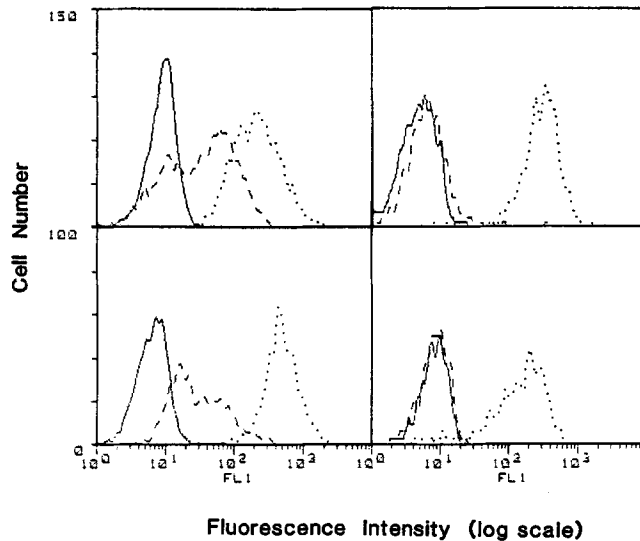 150
Cell Number
100
0
10⁰ 10¹ 10² 10³ 10⁰ 10¹ 10² 10³
FL1 FL1
Fluorescence Intensity (log scale)